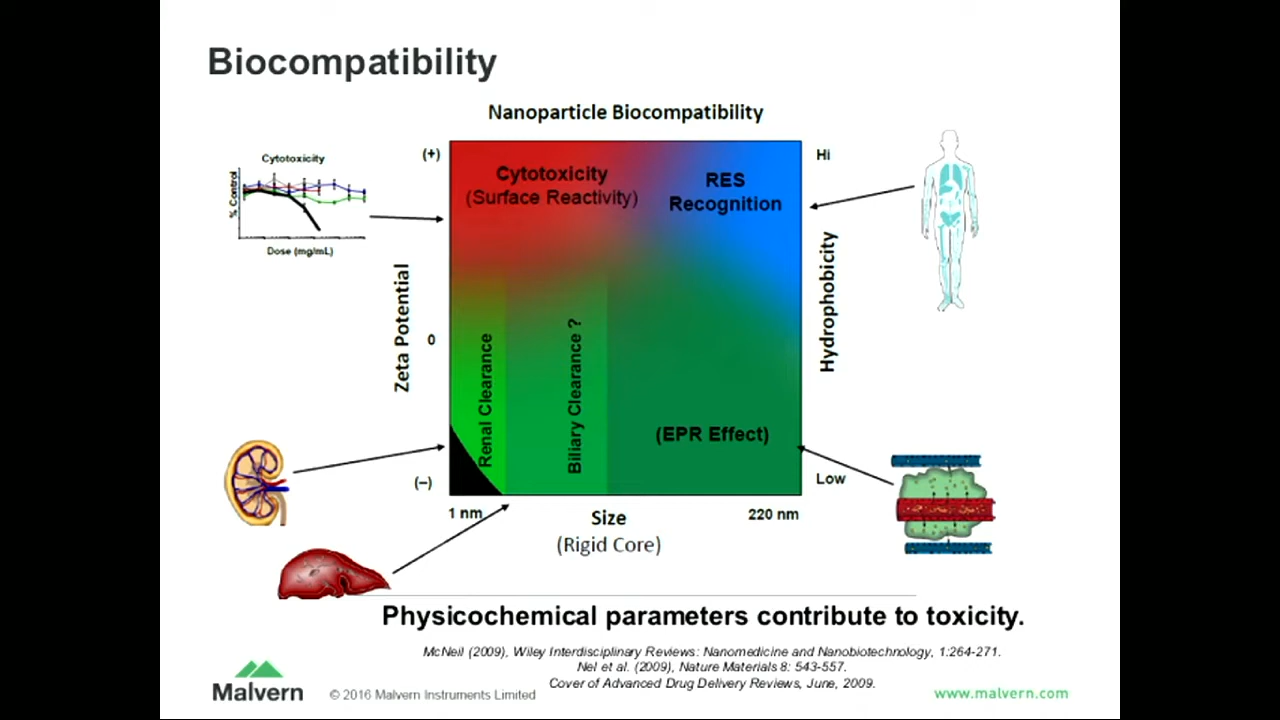 Biocompatibility
Nanoparticle Biocompatibility
Cytotoxicity
% Control
Dose (mg/mL)
(+)
Zeta Potential
0
(–)
Cytotoxicity
(Surface Reactivity)
RES
Recognition
Renal Clearance
Biliary Clearance ?
(EPR Effect)
Hi
Hydrophobicity
Low
1 nm
Size
(Rigid Core)
220 nm
Physicochemical parameters contribute to toxicity.
McNeil (2009), Wiley Interdisciplinary Reviews: Nanomedicine and Nanobiotechnology, 1:264-271.
Nel et al. (2009), Nature Materials 8: 543-557.
Cover of Advanced Drug Delivery Reviews, June, 2009.
Malvern
© 2016 Malvern Instruments Limited
www.malvern.com